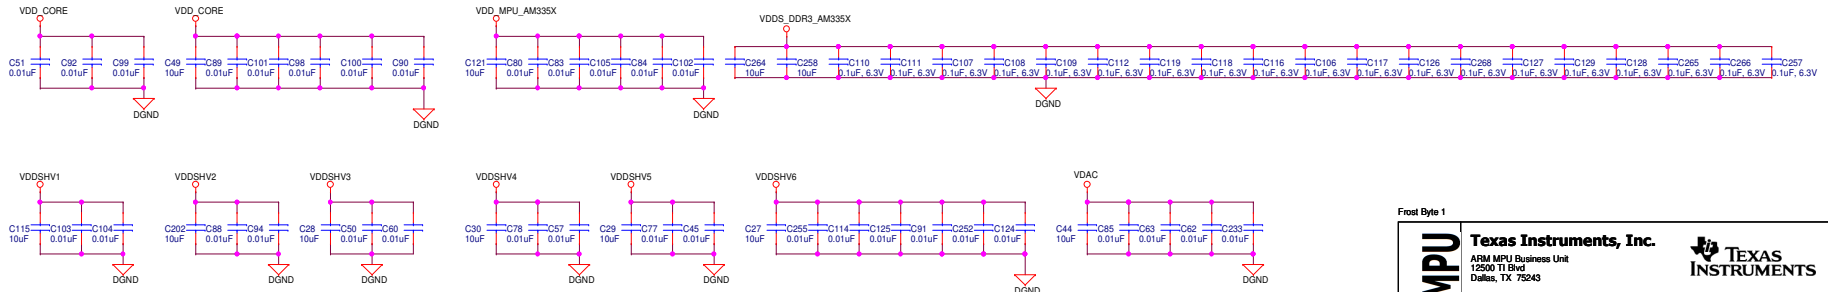 VDD_CORE
C51 0.01uF
C92 0.01uF
C99 0.01uF
DGND
VDD_CORE
C49 10uF
C89 0.01uF
C101 0.01uF
C98 0.01uF
C100 0.01uF
C90 0.01uF
DGND
VDD_MPU_AM335X
C121 10uF
C80 0.01uF
C83 0.01uF
C105 0.01uF
C84 0.01uF
C102 0.01uF
DGND
VDDS_DDR3_AM335X
C264 10uF
C258 10uF
C110 0.1uF, 6.3V
C111 0.1uF, 6.3V
C107 0.1uF, 6.3V
C108 0.1uF, 6.3V
C109 0.1uF, 6.3V
C112 0.1uF, 6.3V
C119 0.1uF, 6.3V
C118 0.1uF, 6.3V
C116 0.1uF, 6.3V
C106 0.1uF, 6.3V
C117 0.1uF, 6.3V
C126 0.1uF, 6.3V
C268 0.1uF, 6.3V
C127 0.1uF, 6.3V
C129 0.1uF, 6.3V
C128 0.1uF, 6.3V
C265 0.1uF, 6.3V
C266 0.1uF, 6.3V
C257 0.1uF, 6.3V
DGND
VDDSHV1
C115 10uF
C103 0.01uF
C104 0.01uF
DGND
VDDSHV2
C202 10uF
C88 0.01uF
C94 0.01uF
DGND
VDDSHV3
C28 10uF
C50 0.01uF
C60 0.01uF
DGND
VDDSHV4
C30 10uF
C78 0.01uF
C57 0.01uF
DGND
VDDSHV5
C29 10uF
C77 0.01uF
C45 0.01uF
DGND
VDDSHV6
C27 10uF
C255 0.01uF
C114 0.01uF
C125 0.01uF
C91 0.01uF
C252 0.01uF
C124 0.01uF
DGND
VDAC
C44 10uF
C85 0.01uF
C63 0.01uF
C62 0.01uF
C233 0.01uF
DGND
Frost Byte 1
MPU
Texas Instruments, Inc.
ARM MPU Business Unit
12500 TI Blvd
Dallas, TX 75243
TEXAS
INSTRUMENTS